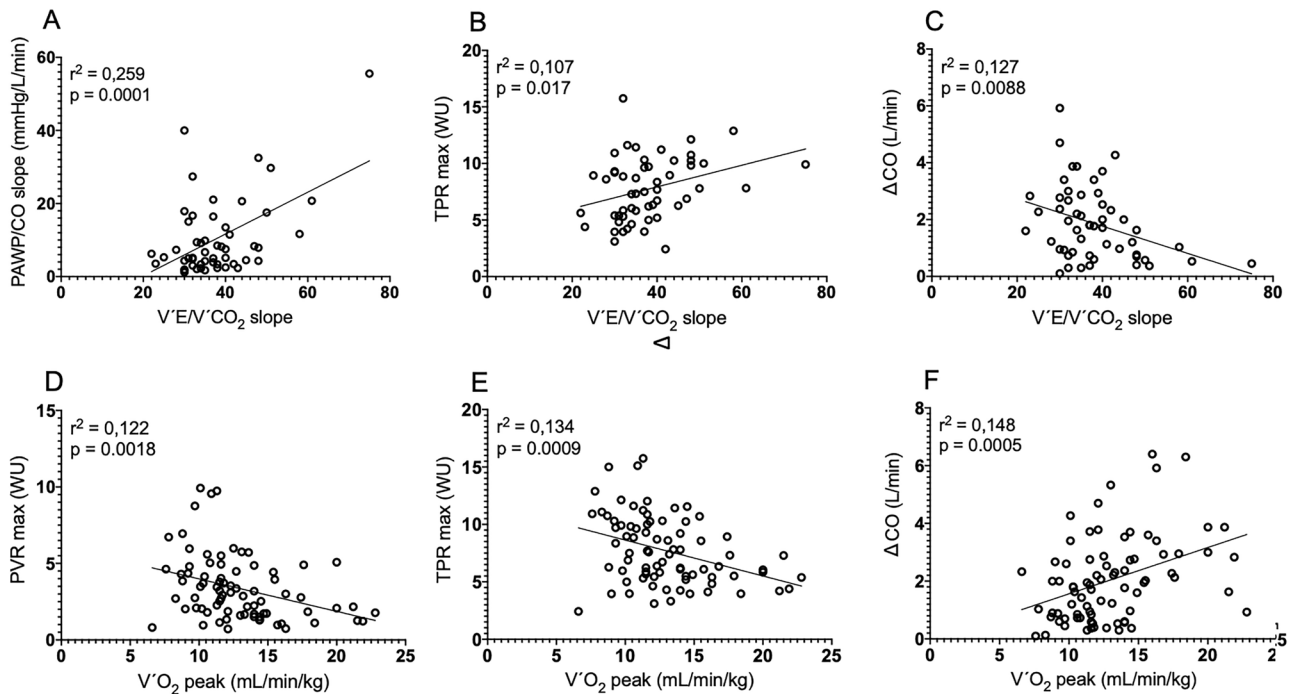 A
r² = 0,259
p = 0.0001
PAWP/CO slope (mmHg/L/min)
60
40
20
0
0 20 40 60 80
V´E/V´CO₂ slope
B
r² = 0,107
p = 0.017
TPR max (WU)
20
15
10
5
0
0 20 40 60 80
V´E/V´CO₂ slope
C
r² = 0,127
p = 0.0088
ΔCO (L/min)
8
6
4
2
0
0 20 40 60 80
V´E/V´CO₂ slope
Δ
D
r² = 0,122
p = 0.0018
PVR max (WU)
15
10
5
0
0 5 10 15 20 25
V´O₂ peak (mL/min/kg)
E
r² = 0,134
p = 0.0009
TPR max (WU)
20
15
10
5
0
0 5 10 15 20 25
V´O₂ peak (mL/min/kg)
F
r² = 0,148
p = 0.0005
ΔCO (L/min)
8
6
4
2
0
0 5 10 15 20
V´O₂ peak (mL/min/kg)